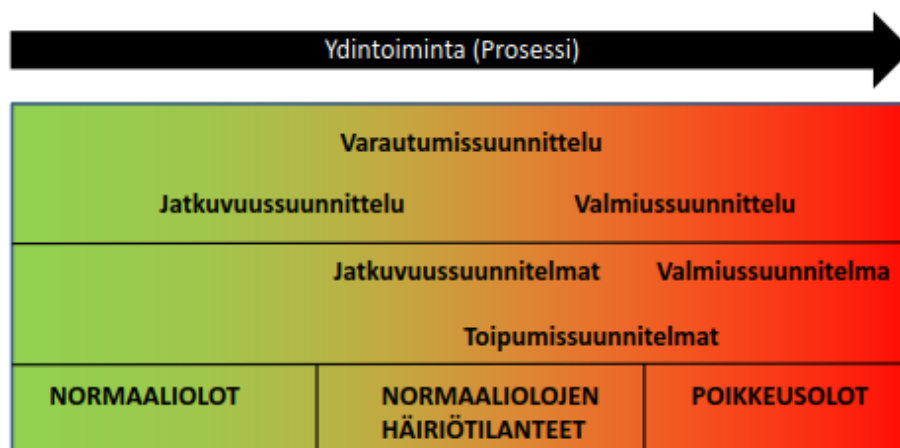 Ydintoiminta (Prosessi)
Varautumissuunnittelu
Jatkuvuussuunnittelu Valmiussuunnittelu
Jatkuvuussuunnitelmat Valmiussuunnitelma
Toipumissuunnitelmat
NORMAALIOLOT NORMAALIOLOJEN POIKKEUSOLOT
HÄIRIÖTILANTEET